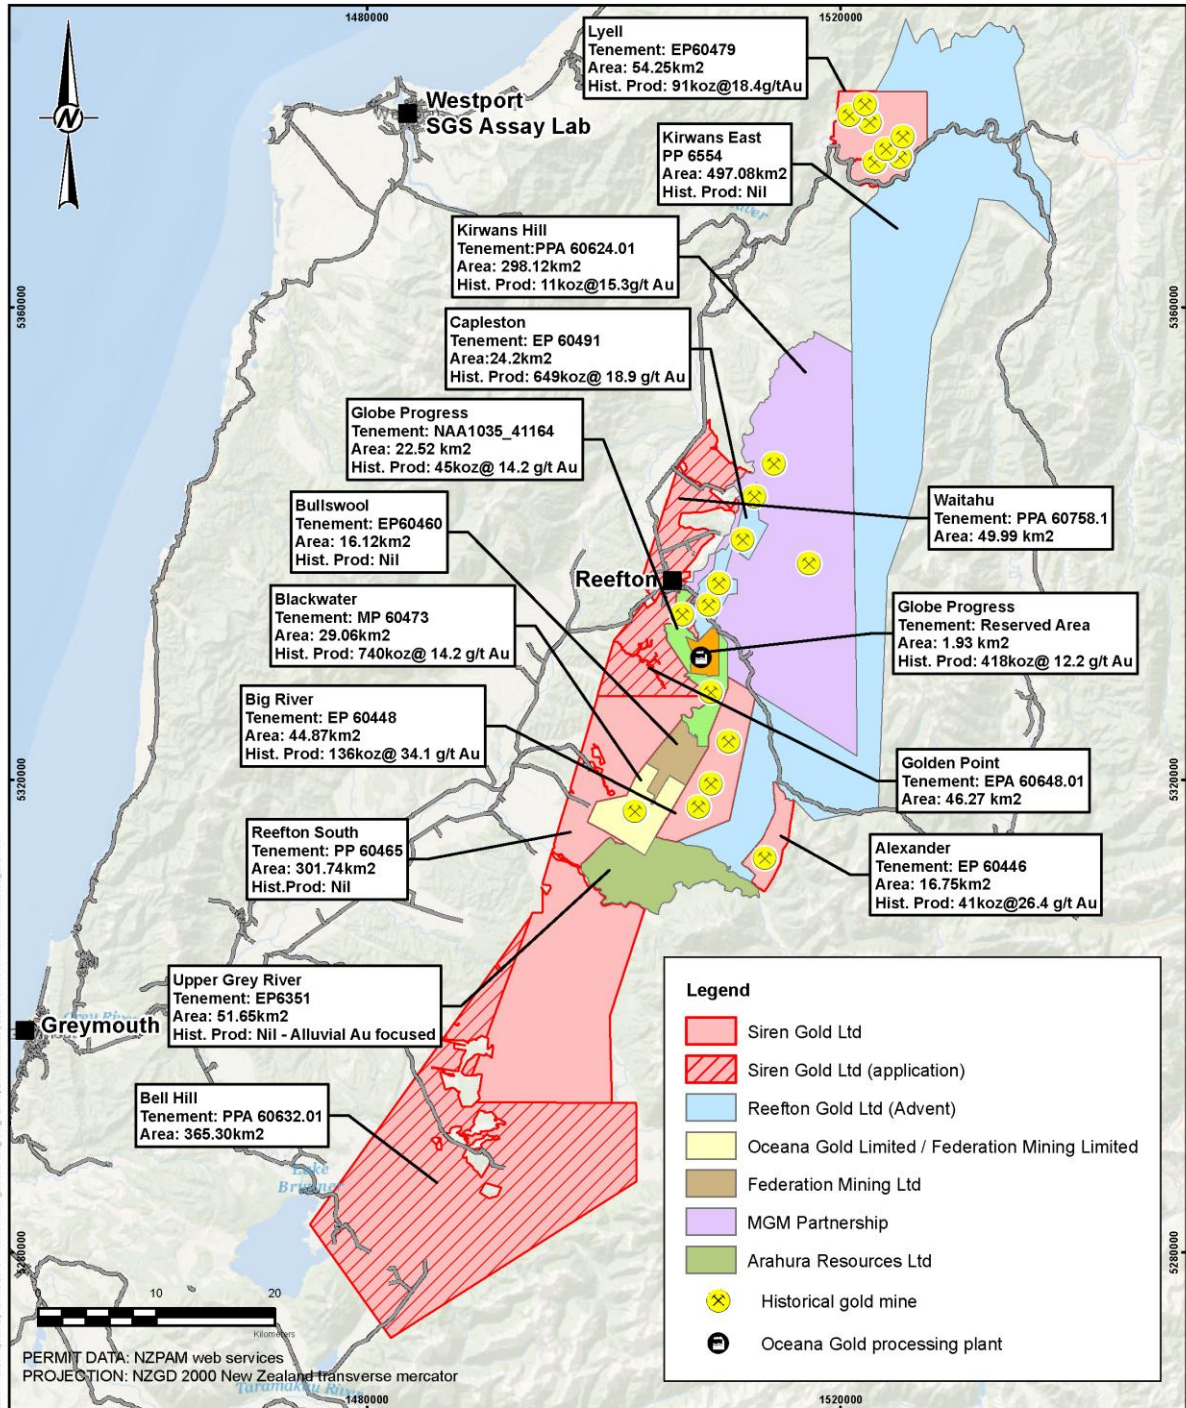 1480000
1520000
Lyell
Tenement: EP60479
Area: 54.25km2
Hist. Prod: 91koz@18.4g/tAu
Westport
SGS Assay Lab
Kirwans East
PP 6554
Area: 497.08km2
Hist. Prod: Nil
River
Kirwans Hill
Tenement:PPA 60624.01
Area: 298.12km2
Hist. Prod: 11koz@15.3g/t Au
5360000
5360000
Capleston
Tenement: EP 60491
Area:24.2km2
Hist. Prod: 649koz@ 18.9 g/t Au
Globe Progress
Tenement: NAA1035_41164
Area: 22.52 km2
Hist. Prod: 45koz@ 14.2 g/t Au
Bullswool
Tenement: EP60460
Area: 16.12km2
Hist. Prod: Nil
Waitahu
Tenement: PPA 60758.1
Area: 49.99 km2
Reefton
Blackwater
Tenement: MP 60473
Area: 29.06km2
Hist. Prod: 740koz@ 14.2 g/t Au
Globe Progress
Tenement: Reserved Area
Area: 1.93 km2
Hist. Prod: 418koz@ 12.2 g/t Au
Big River
Tenement: EP 60448
Area: 44.87km2
Hist. Prod: 136koz@ 34.1 g/t Au
Golden Point
Tenement: EPA 60648.01
Area: 46.27 km2
5320000
5320000
Reefton South
Tenement: PP 60465
Area: 301.74km2
Hist.Prod: Nil
Alexander
Tenement: EP 60446
Area: 16.75km2
Hist. Prod: 41koz@26.4 g/t Au
Upper Grey River
Tenement: EP6351
Area: 51.65km2
Hist. Prod: Nil - Alluvial Au focused
Grey River
Greymouth
Bell Hill
Tenement: PPA 60632.01
Area: 365.30km2
Lake
Brunner
Legend
Siren Gold Ltd
Siren Gold Ltd (application)
Reefton Gold Ltd (Advent)
Oceana Gold Limited / Federation Mining Limited
Federation Mining Ltd
MGM Partnership
Arahura Resources Ltd
Historical gold mine
Oceana Gold processing plant
5280000
5280000
0
10
20
Kilometers
PERMIT DATA: NZPAM web services
PROJECTION: NZGD 2000 New Zealand transverse mercator
Taramakau River
1480000
1520000